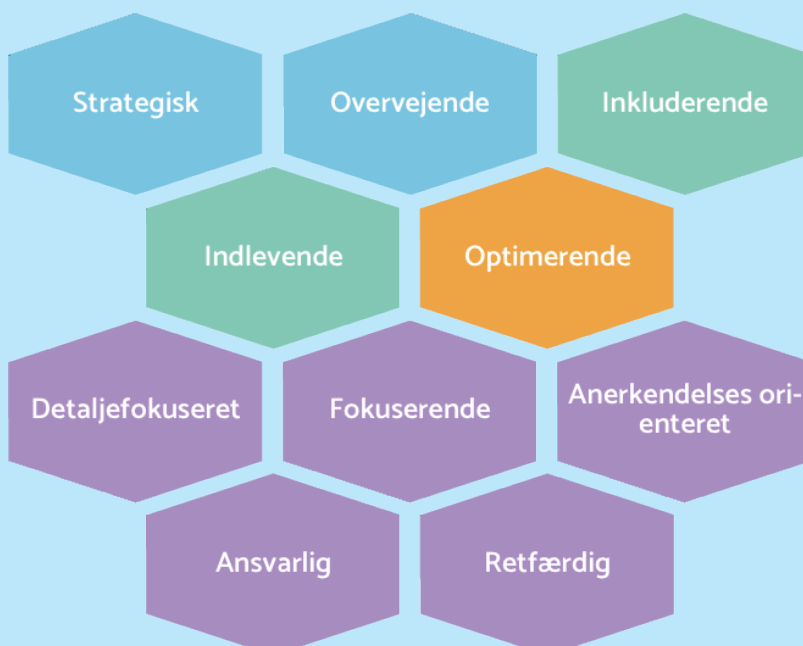 Strategisk
Overvejende
Inkluderende
Indlevende
Optimerende
Detaljefokuseret
Fokuserende
Anerkendelses ori-
enteret
Ansvarlig
Retfærdig